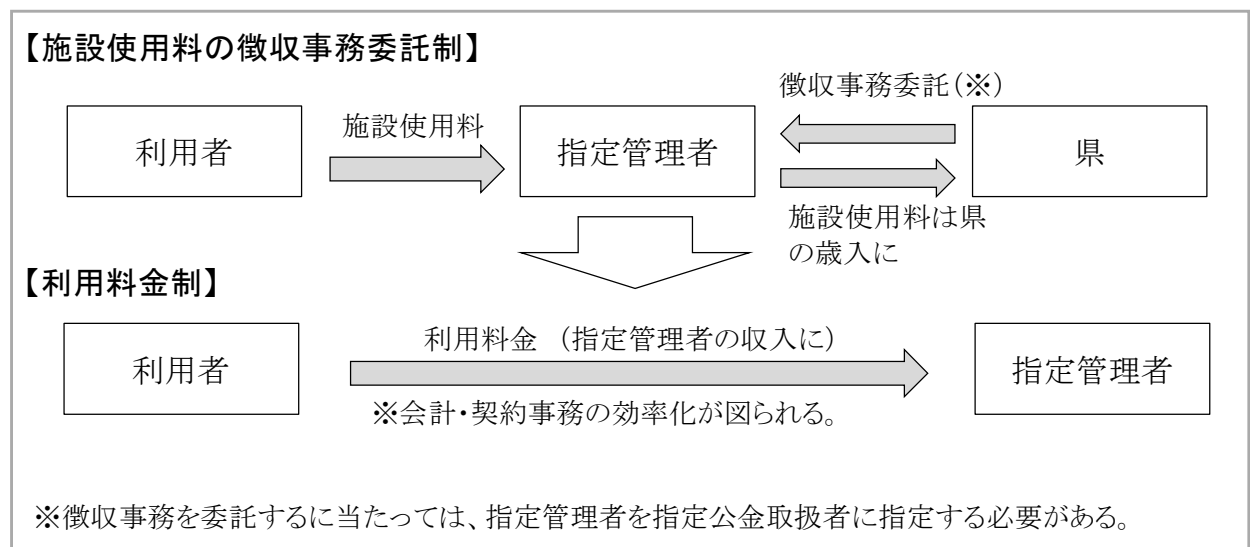 【施設使用料の徴収事務委託制】
徴収事務委託(※)
利用者
施設使用料
指定管理者
県
施設使用料は県
の歳入に
【利用料金制】
利用者
利用料金 (指定管理者の収入に)
指定管理者
※会計・契約事務の効率化が図られる。
※徴収事務を委託するに当たっては、指定管理者を指定公金取扱者に指定する必要がある。